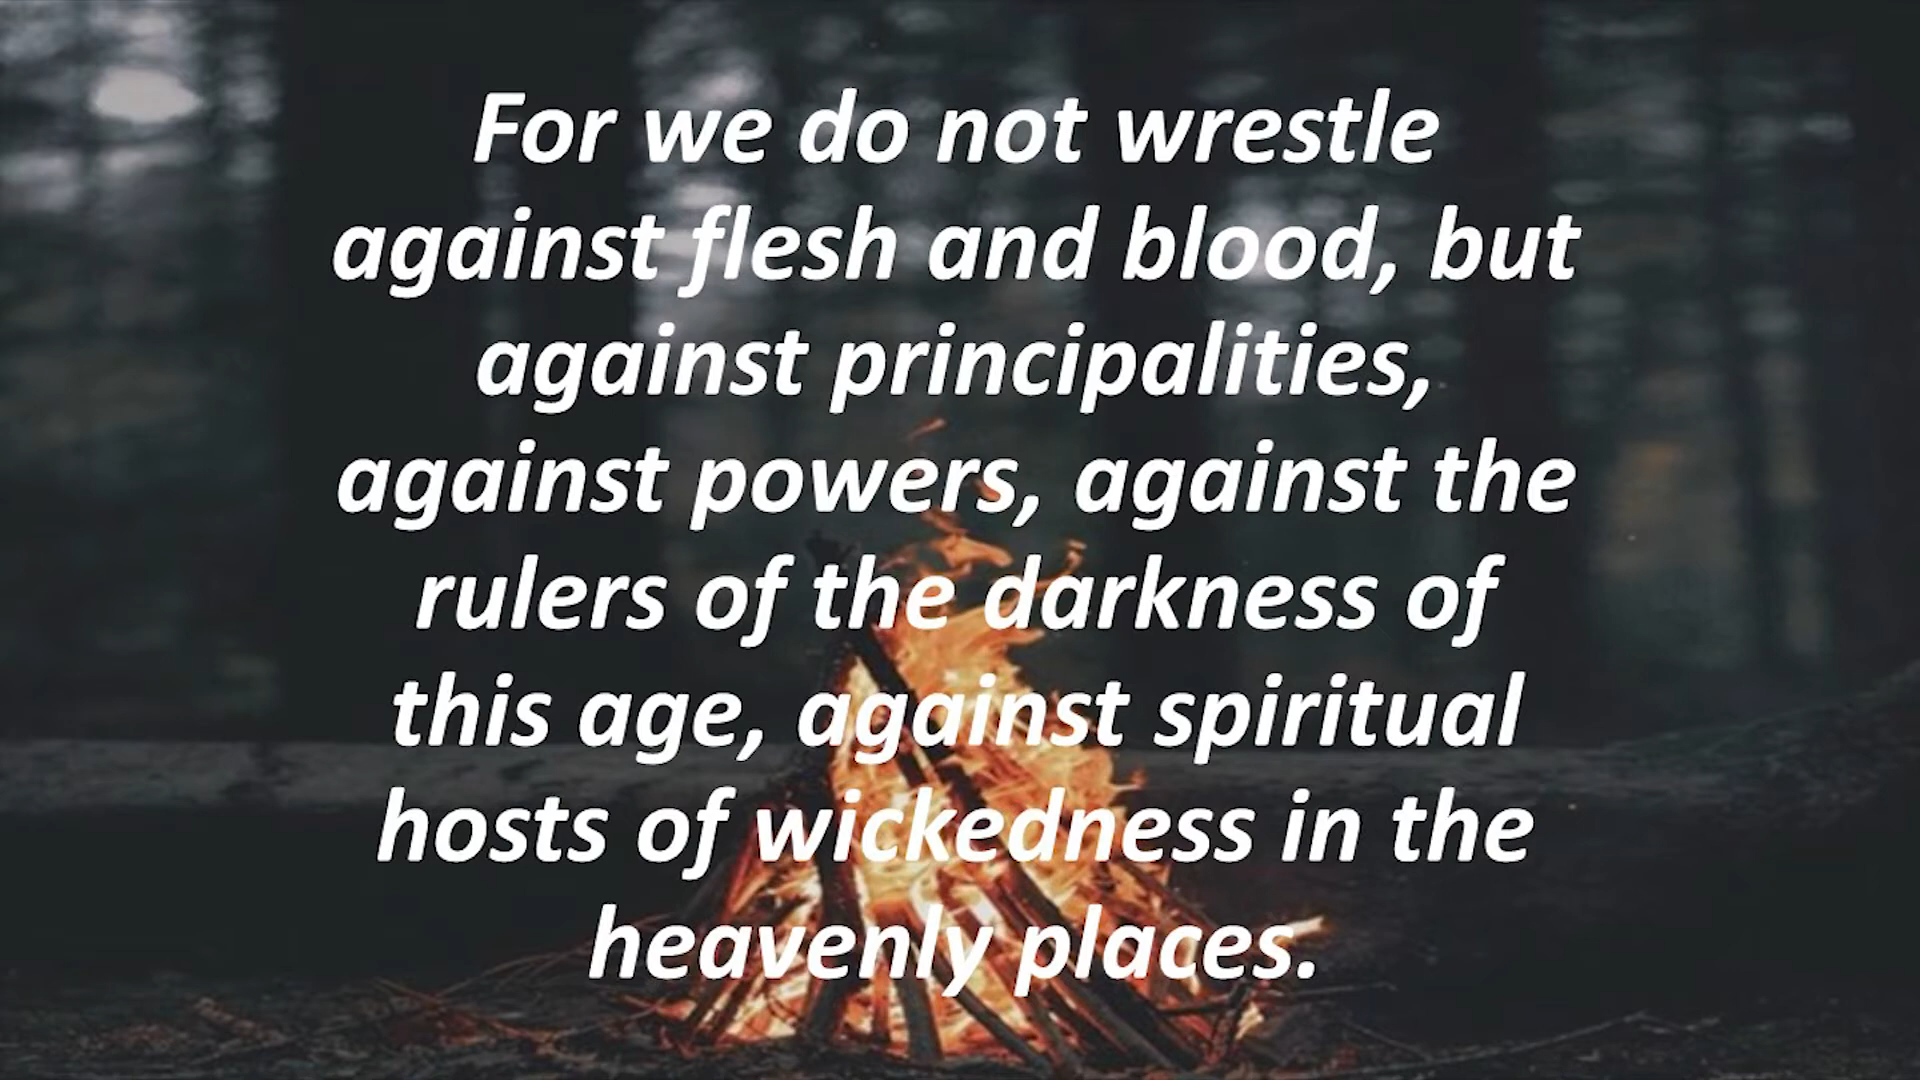 For we do not wrestle
against flesh and blood, but
against principalities,
against powers, against the
rulers of the darkness of
this age, against spiritual
hosts of wickedness in the
heavenly places.